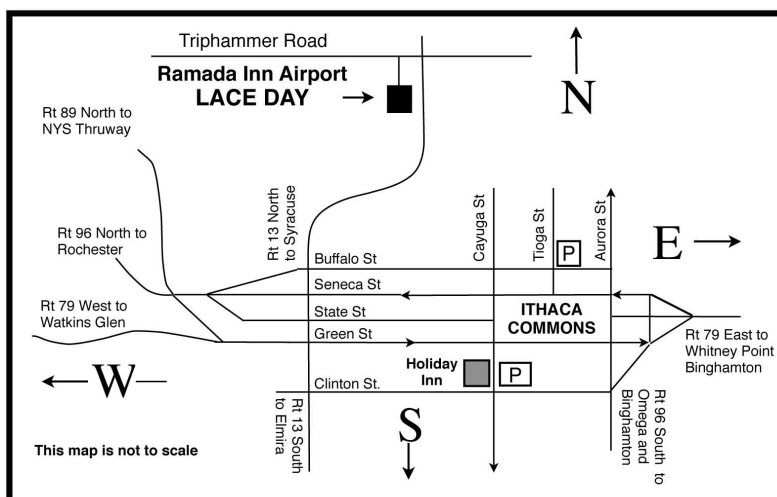 Triphammer Road
Ramada Inn Airport
LACE DAY
N
Rt 89 North to
NYS Thruway
Rt 96 North to
Rochester
Rt 79 West to
Watkins Glen
Rt 13 North
to Syracuse
Cayuga St
Tioga St
Aurora St
P
E
Buffalo St
Seneca St
State St
Green St
ITHACA
COMMONS
Rt 79 East to
Whitney Point
Binghamton
W
Holiday
Inn
P
Clinton St.
Rt 13 South
to Elmira
S
Rt 96 South to
Omega and
Binghamton
This map is not to scale